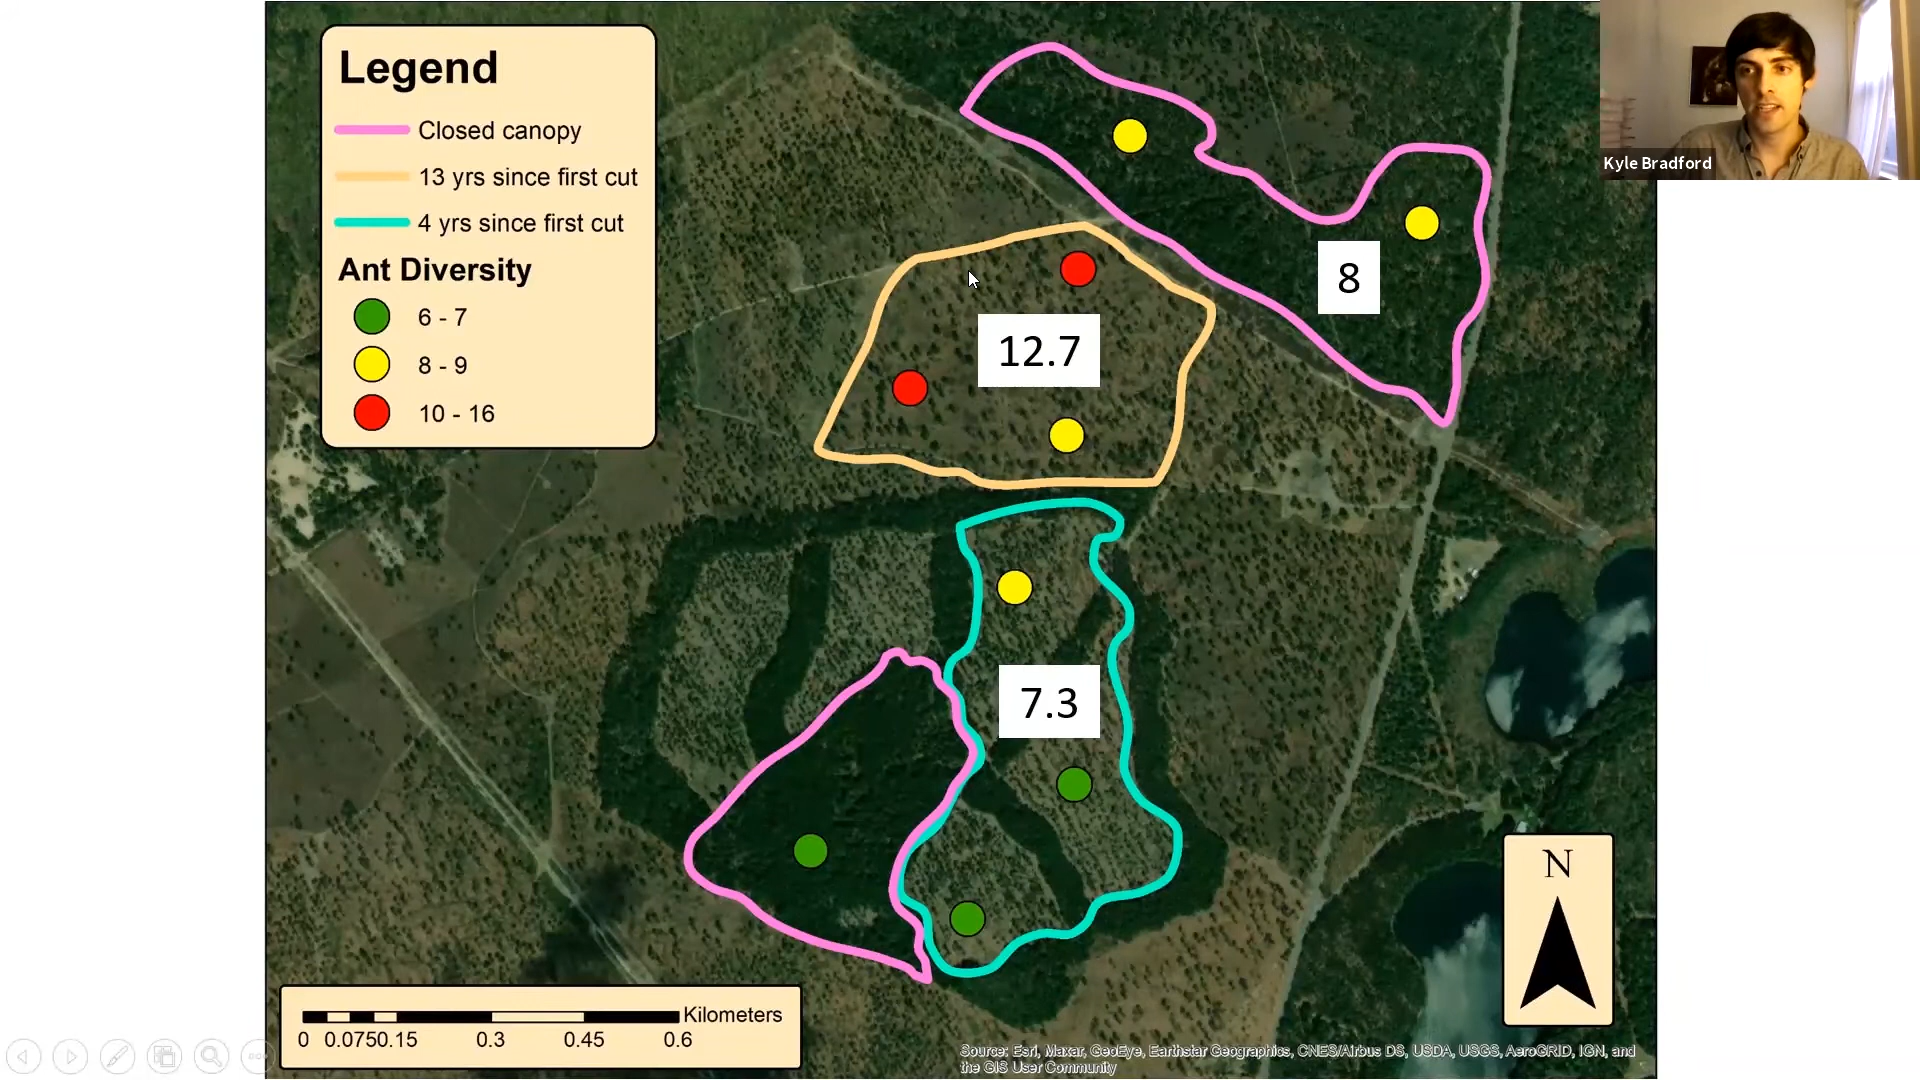 Legend
Closed canopy
13 yrs since first cut
4 yrs since first cut
Ant Diversity
6 - 7
8 - 9
10 - 16
Kyle Bradford
8
12.7
7.3
N
Kilometers
0 0.0750.15 0.3 0.45 0.6
Source: Esri, Maxar, GeoEye, Earthstar Geographics, CNES/Airbus DS, USDA, USGS, AeroGRID, IGN, and
the GIS User Community